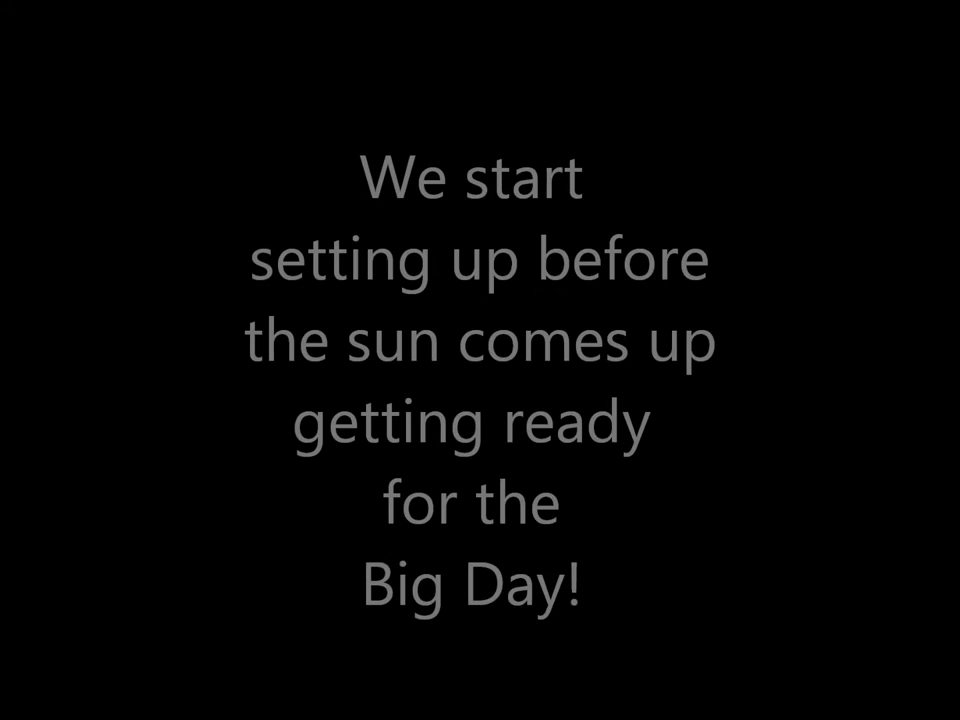 We start
setting up before
the sun comes up
getting ready
for the
Big Day!